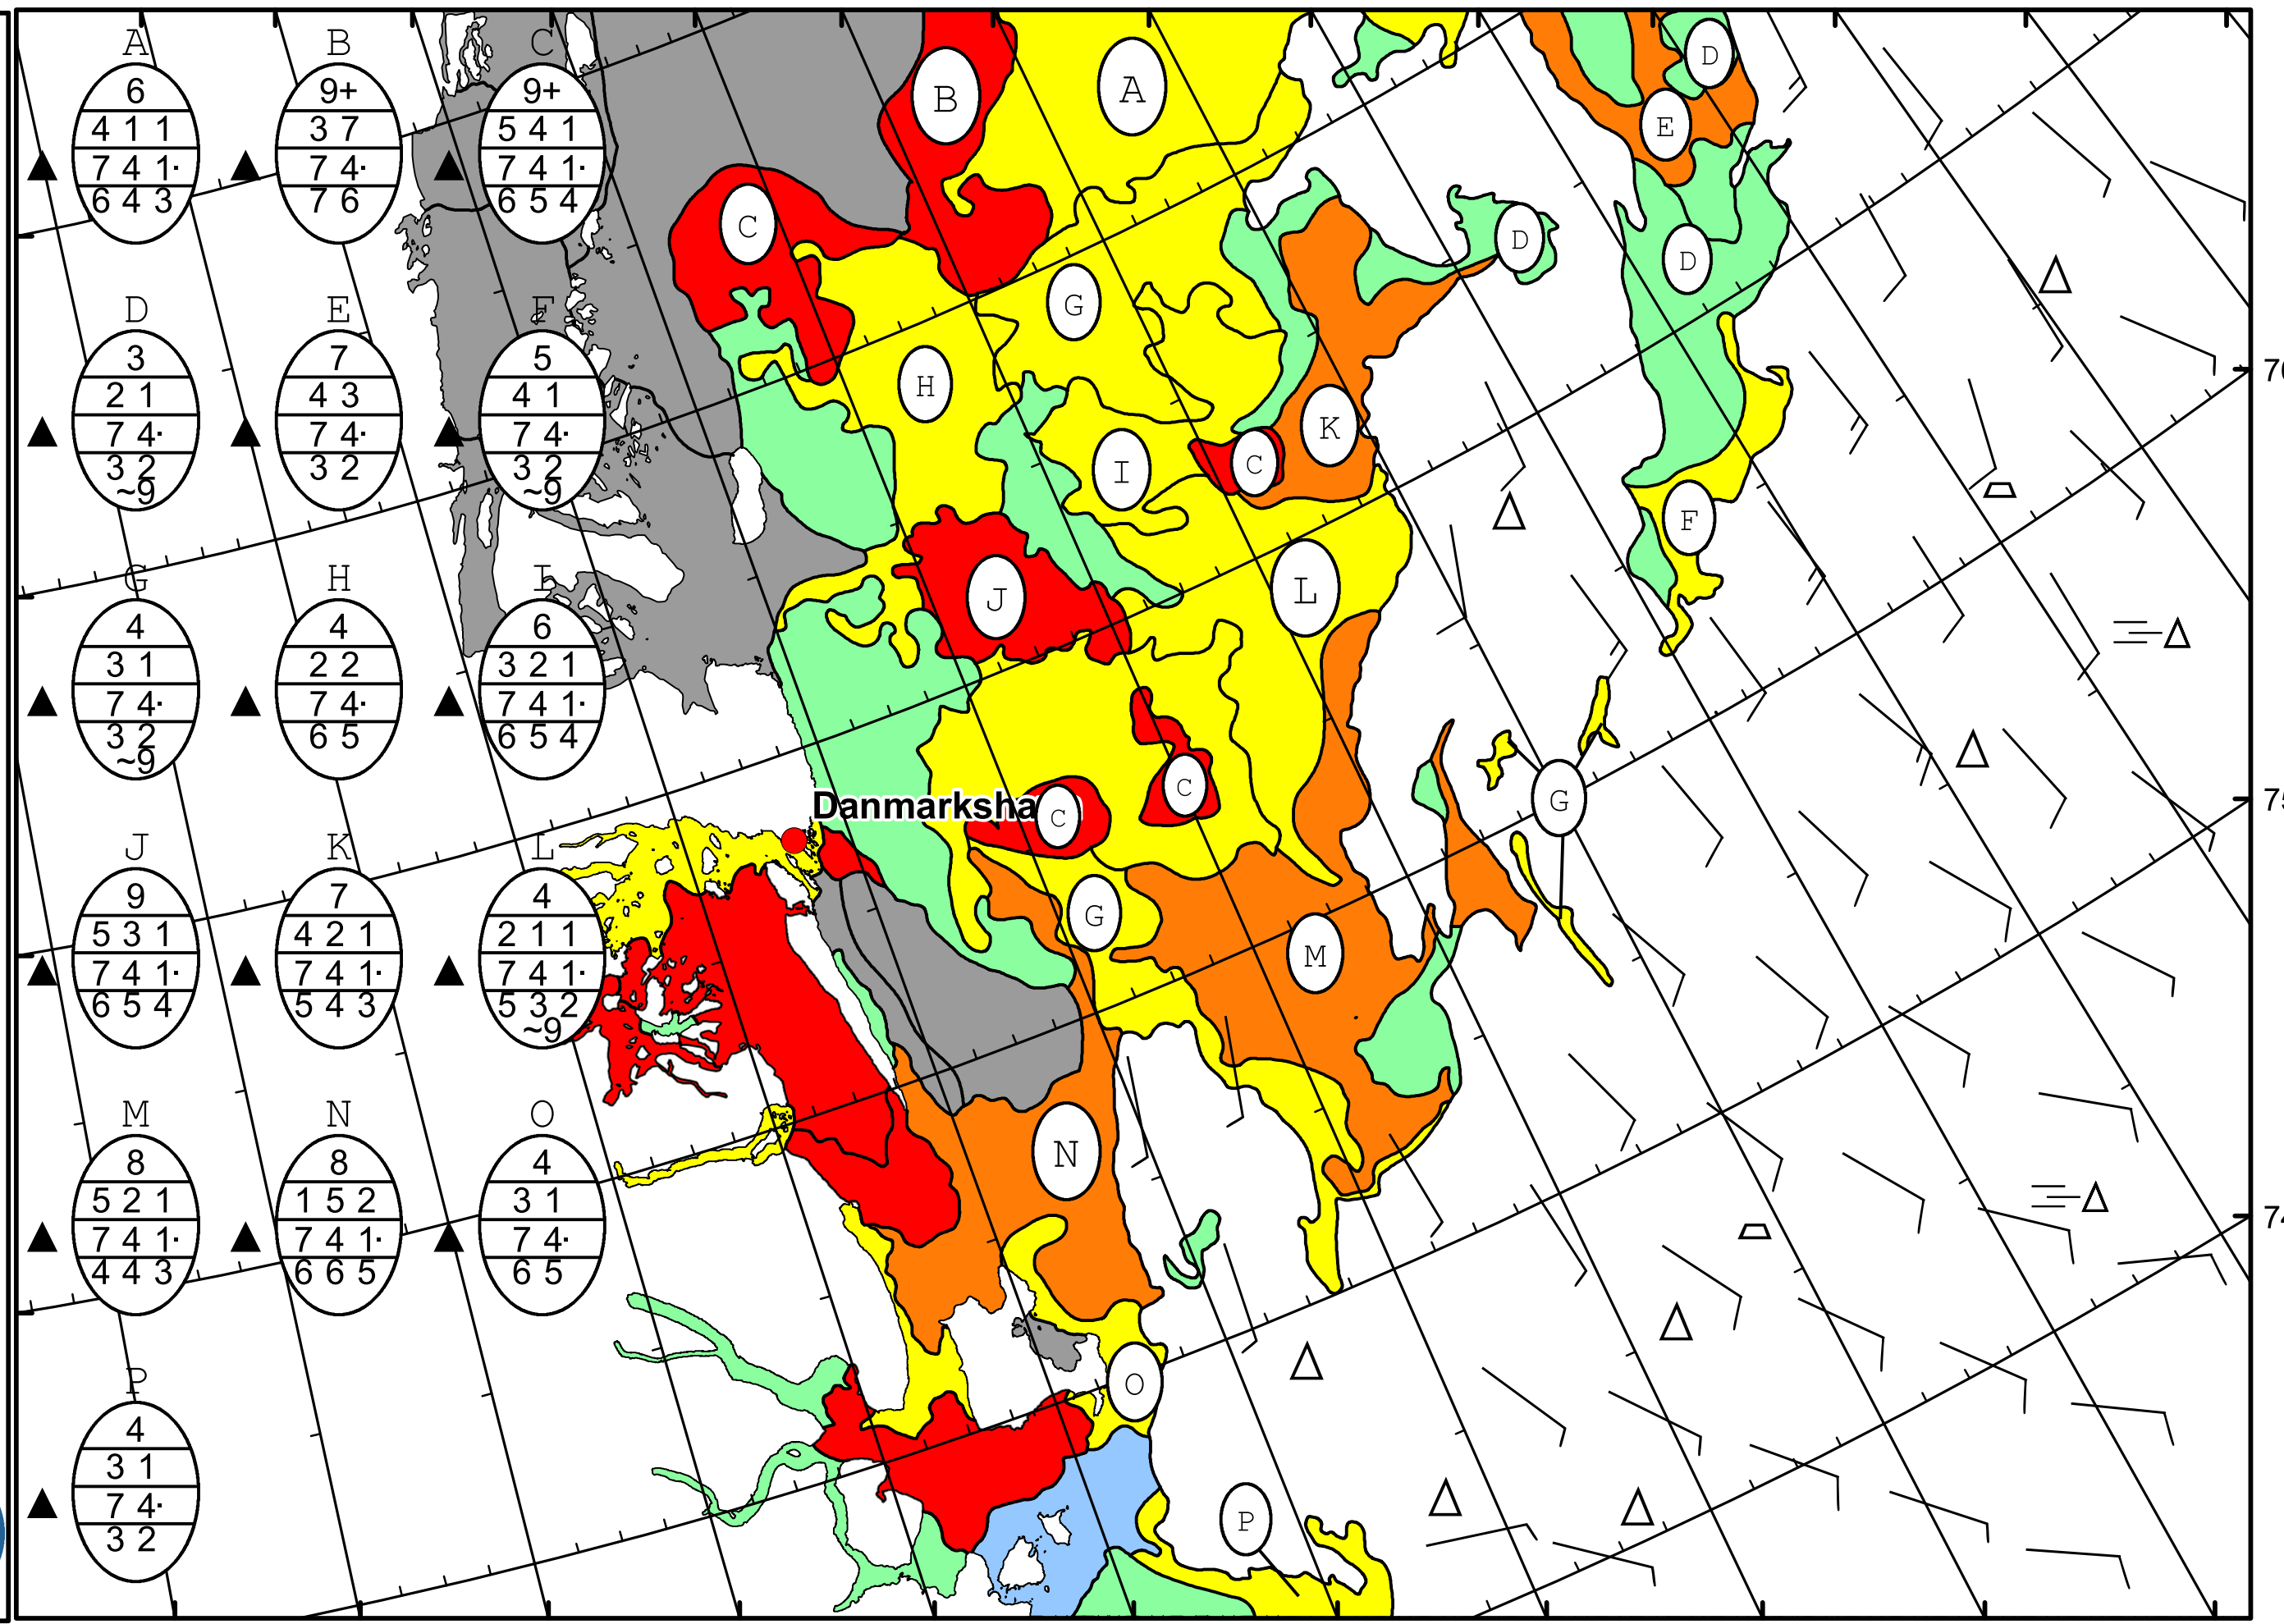 A B C
6 9+ 9+
4 1 1 3 7 5 4 1
7 4 1· 7 4· 7 4 1·
6 4 3 7 6 6 5 4
D E F
3 7 5
2 1 4 3 4 1
7 4· 7 4· 7 4·
3 2 3 2 3 2
~9 ~9
G H I
4 4 6
3 1 2 2 3 2 1
7 4· 7 4· 7 4 1·
3 2 6 5 6 5 4
~9
J K L
9 7 4
5 3 1 4 2 1 2 1 1
7 4 1· 7 4 1· 7 4 1·
6 5 4 5 4 3 5 3 2
~9
M N O
8 8 4
5 2 1 1 5 2 3 1
7 4 1· 7 4 1· 7 4·
4 4 3 6 6 5 6 5
P
4
3 1
7 4·
3 2
D
B
A
E
C
D
D
G
H
K
I
C
F
J
L
Danmarksha
C
C
G
G
M
N
O
P